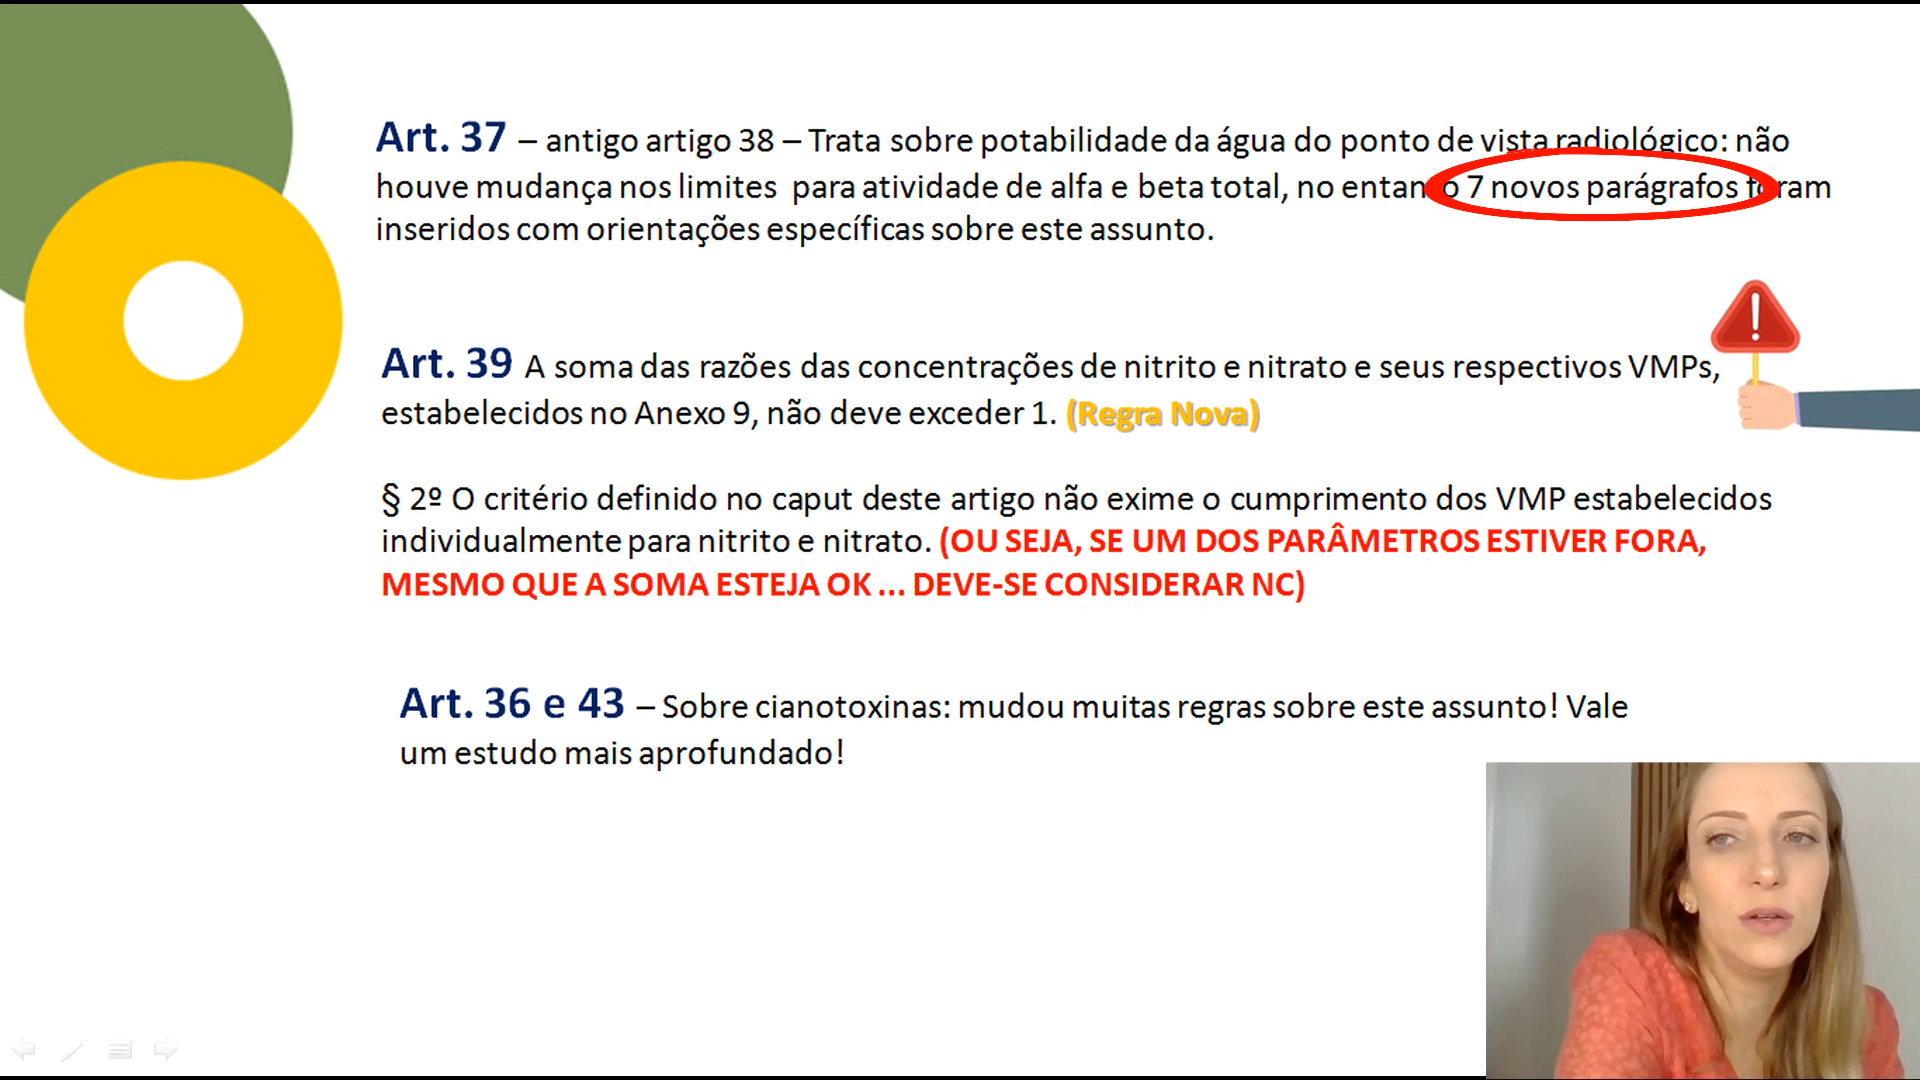 Art. 37 – antigo artigo 38 – Trata sobre potabilidade da água do ponto de vista radiológico: não
houve mudança nos limites para atividade de alfa e beta total, no entanto 7 novos parágrafos foram
inseridos com orientações específicas sobre este assunto.
Art. 39 A soma das razões das concentrações de nitrito e nitrato e seus respectivos VMPs,
estabelecidos no Anexo 9, não deve exceder 1. (Regra Nova)
§ 2º O critério definido no caput deste artigo não exime o cumprimento dos VMP estabelecidos
individualmente para nitrito e nitrato. (OU SEJA, SE UM DOS PARÂMETROS ESTIVER FORA,
MESMO QUE A SOMA ESTEJA OK ... DEVE-SE CONSIDERAR NC)
Art. 36 e 43 – Sobre cianotoxinas: mudou muitas regras sobre este assunto! Vale
um estudo mais aprofundado!